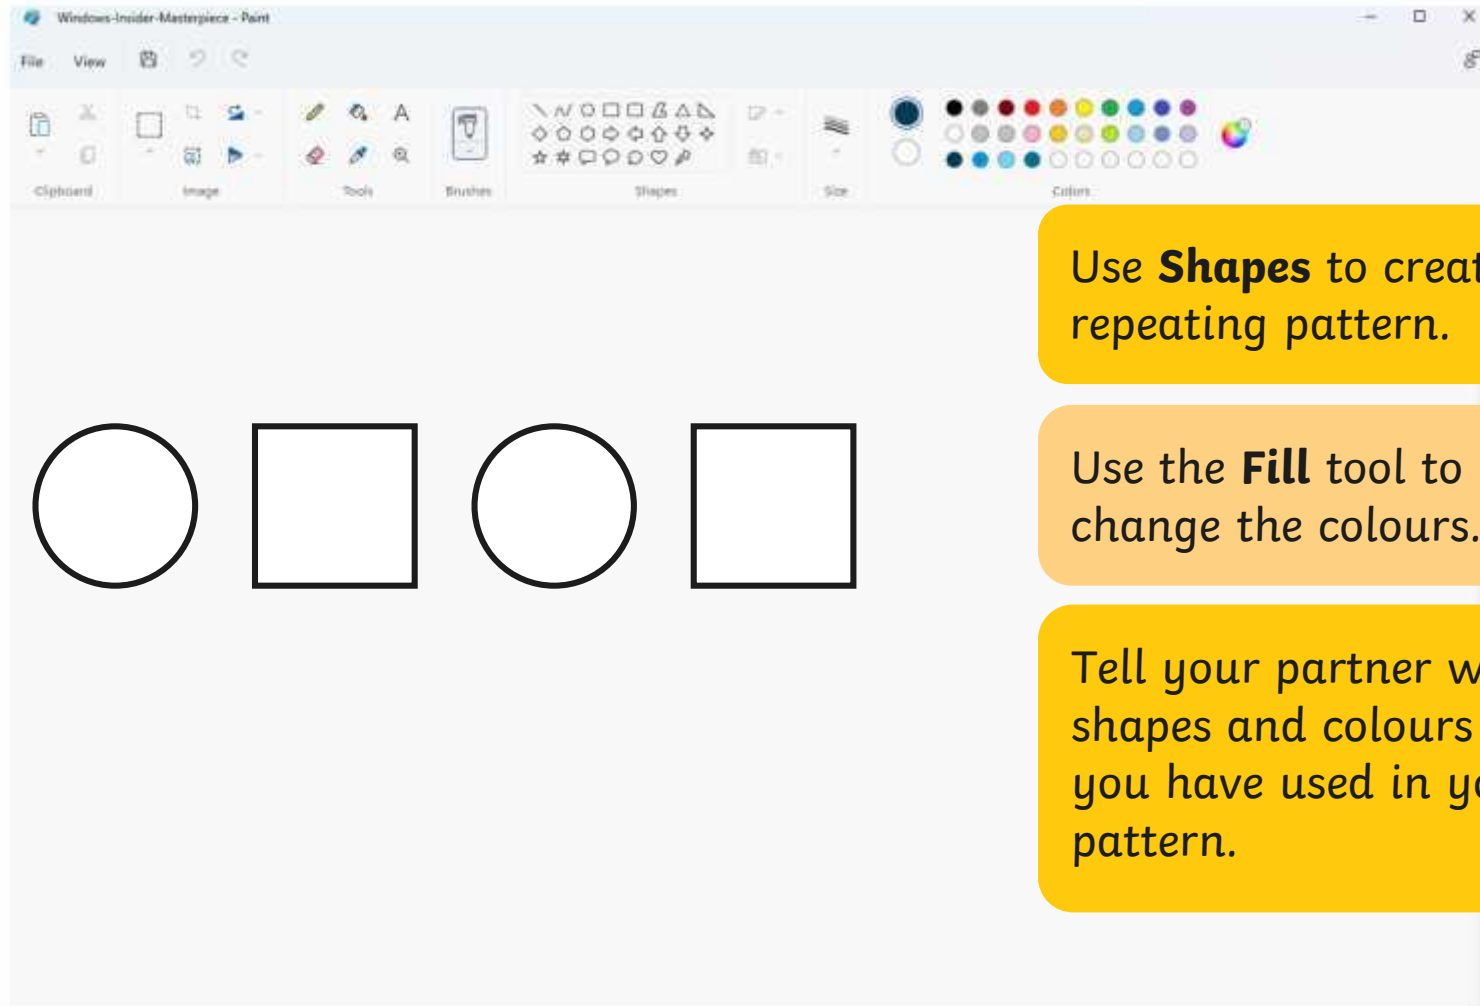 Windows-Insider-Masterpiece - Paint
File View
Clipboard Image Tools Brushes Shapes Size Colors
Use Shapes to creat
repeating pattern.
Use the Fill tool to
change the colours.
Tell your partner w
shapes and colours
you have used in yo
pattern.